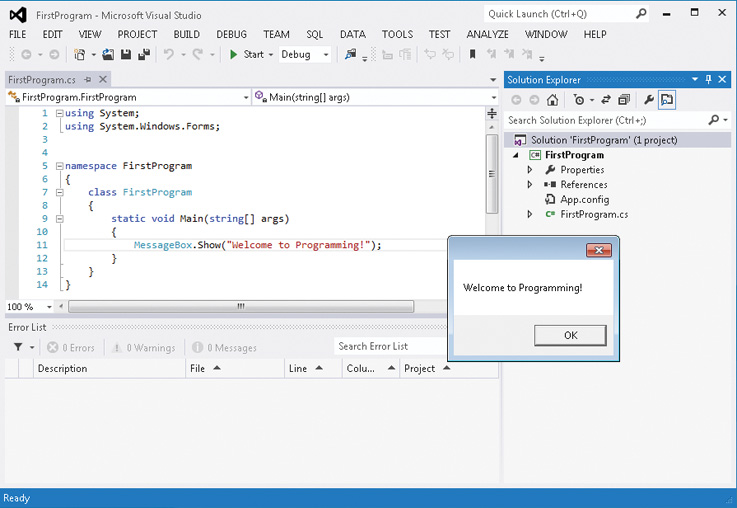 FirstProgram - Microsoft Visual Studio
Quick Launch (Ctrl+Q)
FILE EDIT VIEW PROJECT BUILD DEBUG TEAM SQL DATA TOOLS TEST ANALYZE WINDOW HELP
Start Debug
FirstProgram.cs
FirstProgram.FirstProgram
Main(string[] args)
1 using System;
2 using System.Windows.Forms;
3
4
5 namespace FirstProgram
6 {
7 class FirstProgram
8 {
9 static void Main(string[] args)
10 {
11 MessageBox.Show("Welcome to Programming!");
12 }
13 }
14 }
100 %
Solution Explorer
Search Solution Explorer (Ctrl+;)
Solution 'FirstProgram' (1 project)
C# FirstProgram
Properties
References
App.config
C# FirstProgram.cs
Welcome to Programming!
OK
Error List
0 Errors 0 Warnings 0 Messages
Search Error List
Description File Line Colu... Project
Ready